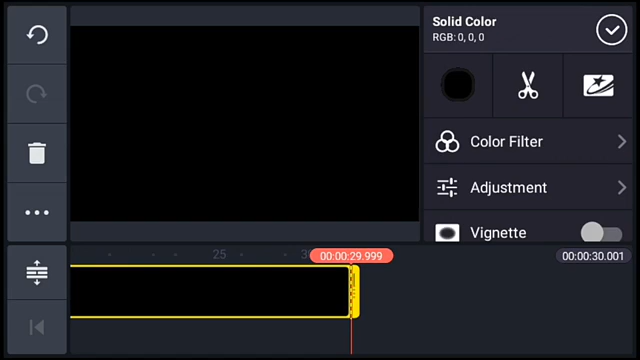 Solid Color
RGB: 0, 0, 0
Color Filter
Adjustment
Vignette
25
3
00:00:29.999
00:00:30.001